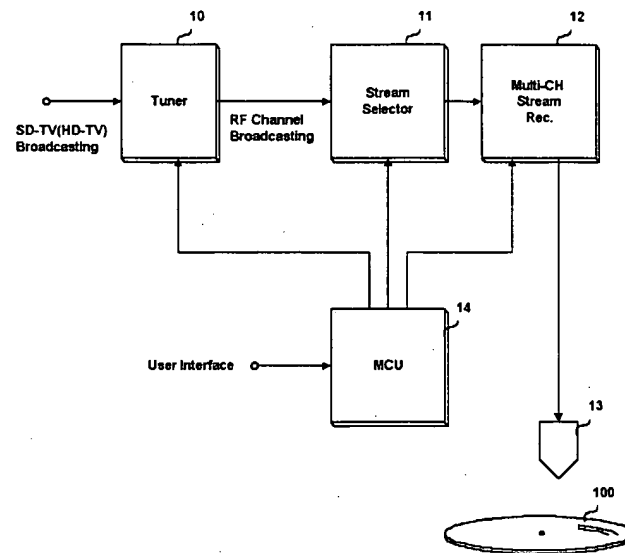 10
11
12
Tuner
Stream
Selector
Multi-CH
Stream
Rec.
SD-TV(HD-TV)
Broadcasting
RF Channel
Broadcasting
14
User Interface
MCU
13
100